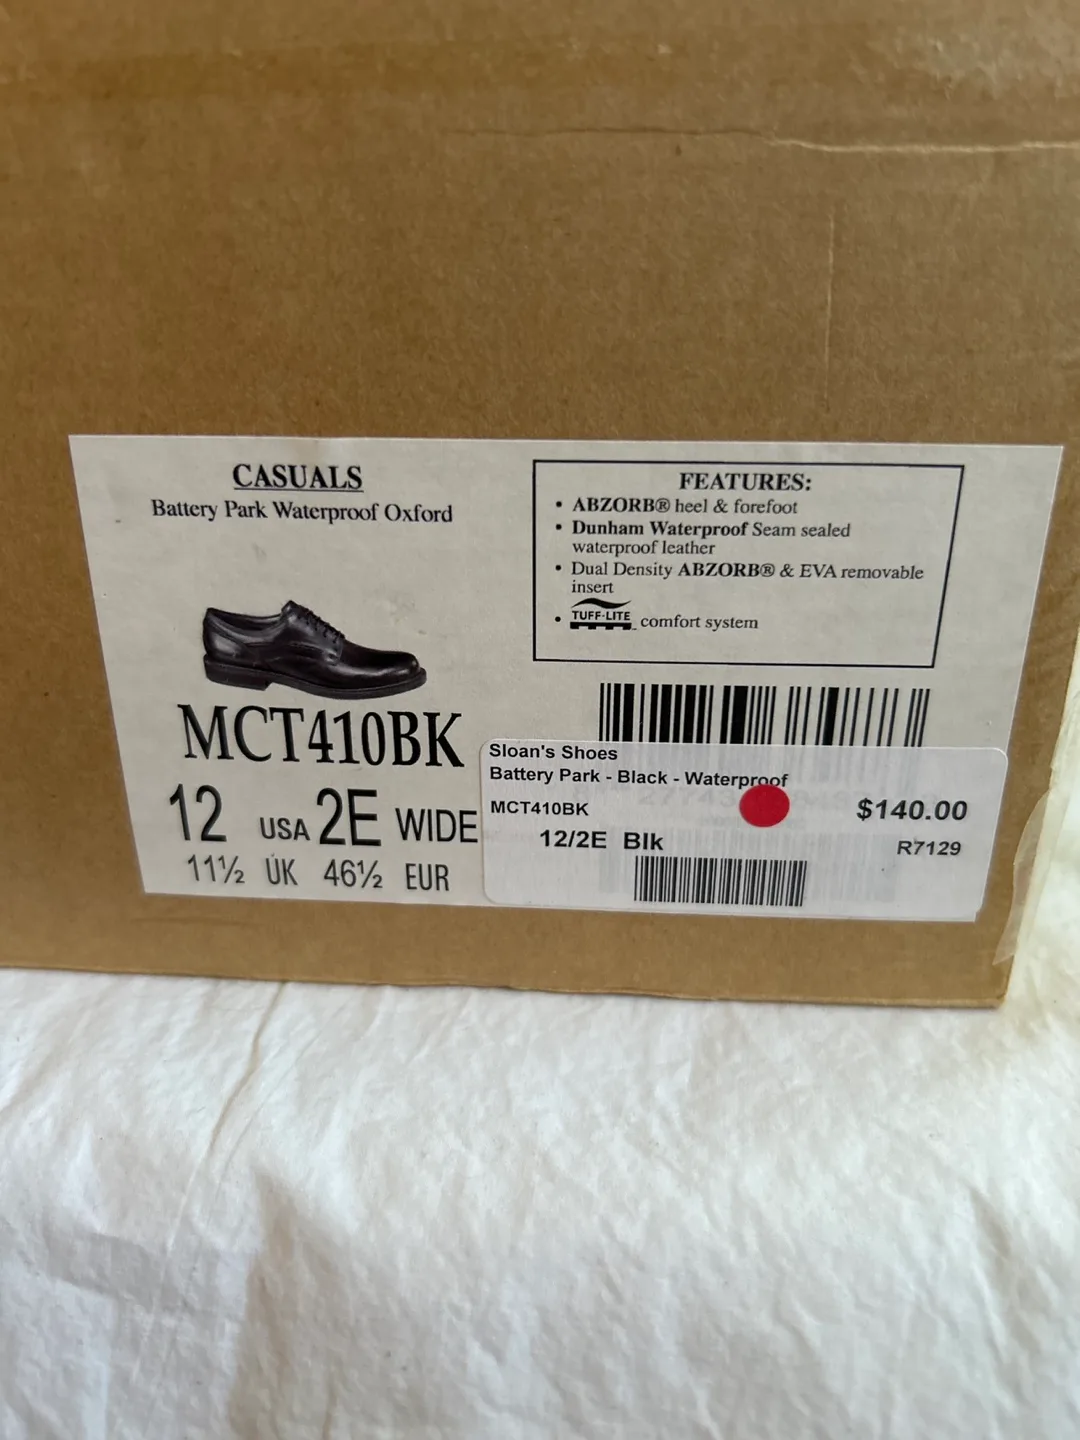 CASUALS
Battery Park Waterproof Oxford
MCT410BK
12 USA 2E WIDE
11½ UK 46½ EUR
FEATURES:
• ABZORB® heel & forefoot
• Dunham Waterproof Seam sealed
waterproof leather
• Dual Density ABZORB® & EVA removable
insert
• TUFF-LITE comfort system
Sloan's Shoes
Battery Park - Black - Waterproof
MCT410BK
$140.00
12/2E Blk
R7129